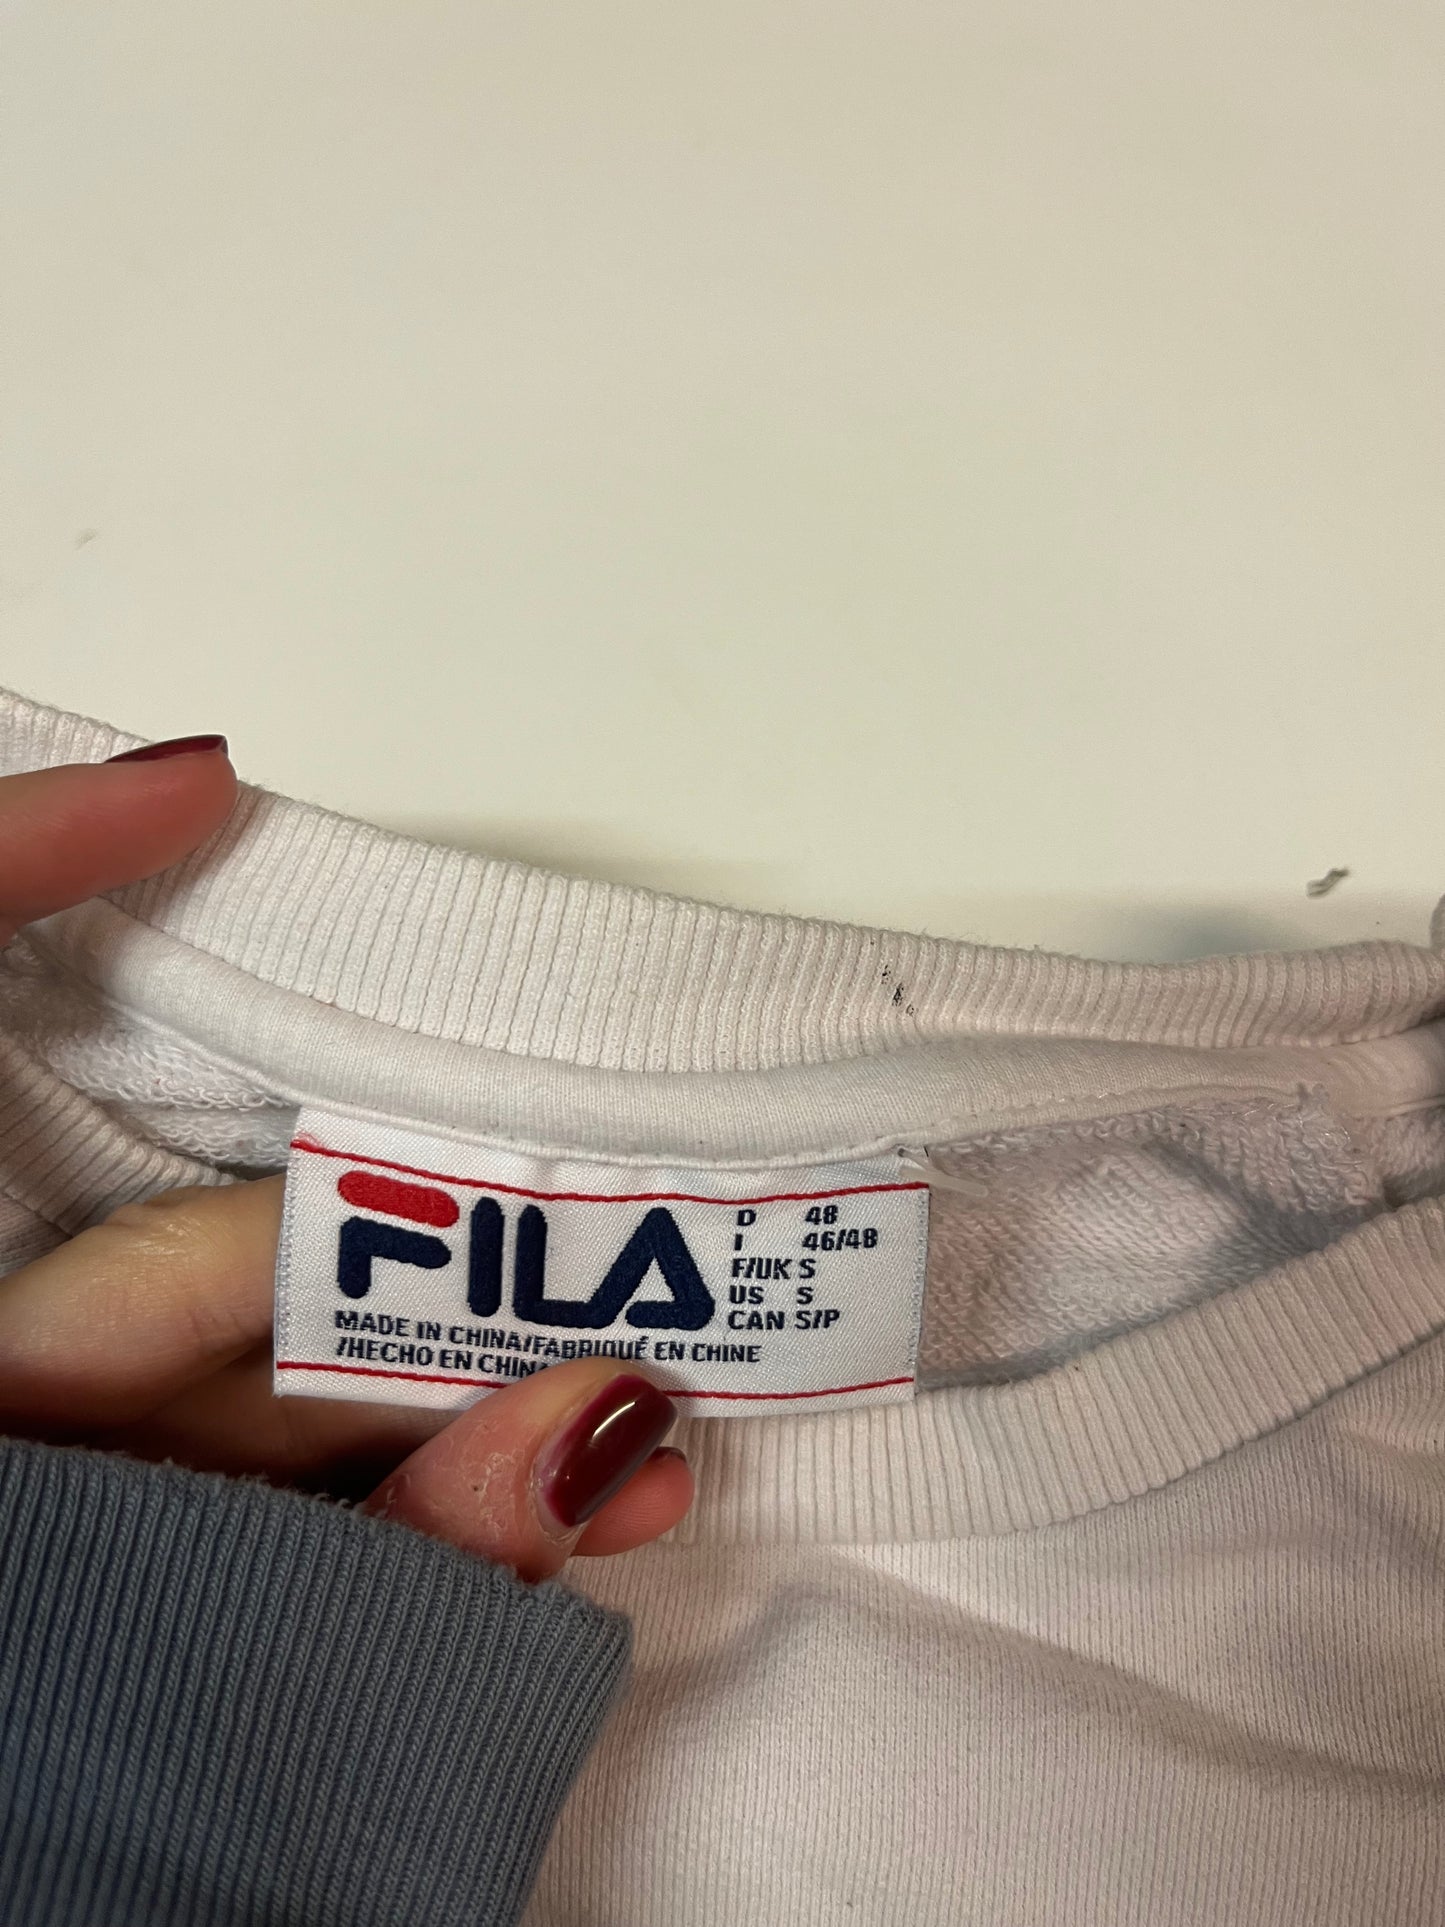 FILA
D 48
I 46/48
F/UK S
US S
CAN S/P
MADE IN CHINA/FABRIQUÉ EN CHINE
/HECHO EN CHINA